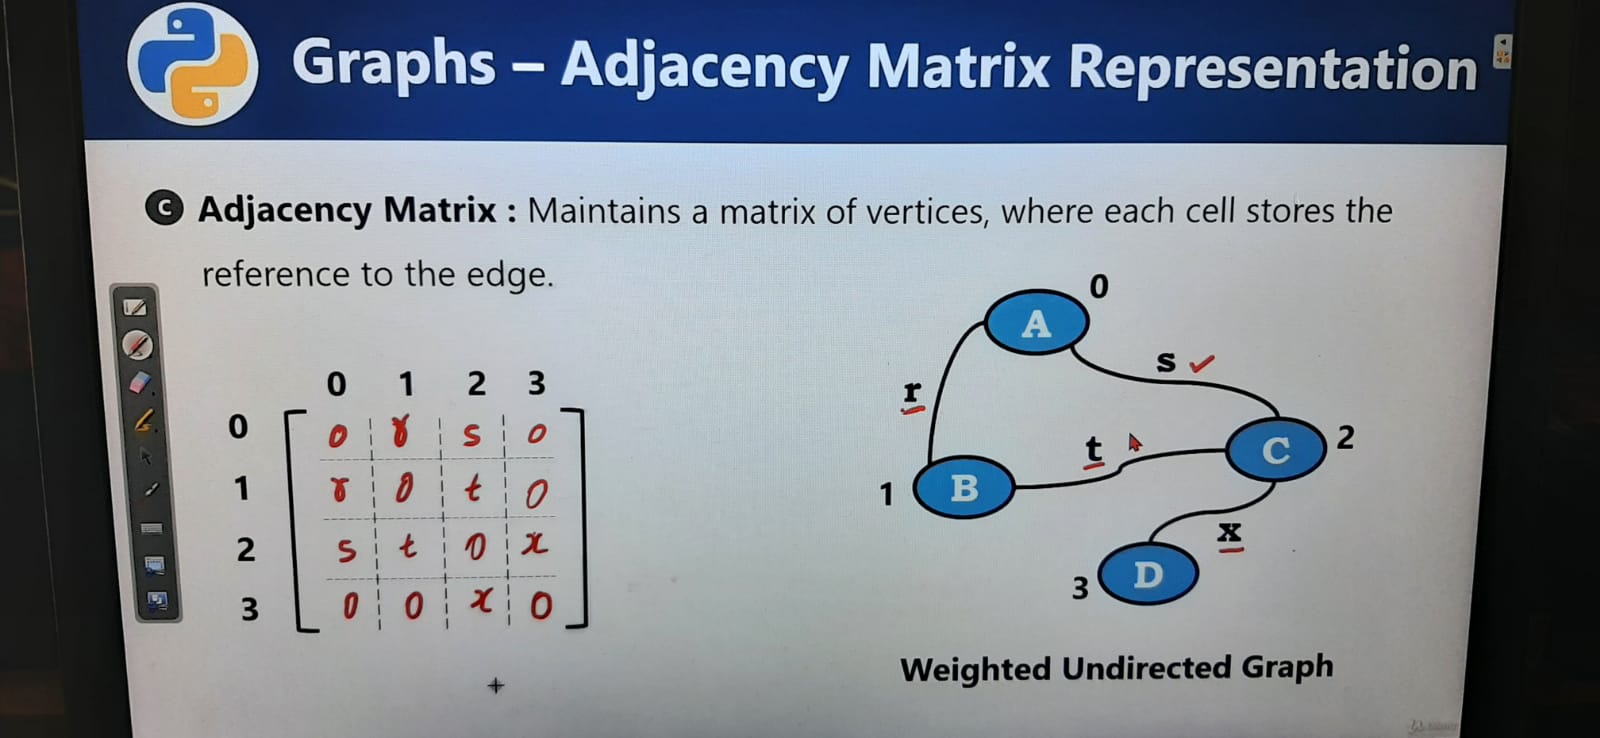 Graphs – Adjacency Matrix Representation
C Adjacency Matrix : Maintains a matrix of vertices, where each cell stores the
reference to the edge.
0 1 2 3
0 0 r s 0
1 r 0 t 0
2 s t 0 x
3 0 0 x 0
A 0
s
r
t
C 2
1 B
x
3 D
Weighted Undirected Graph